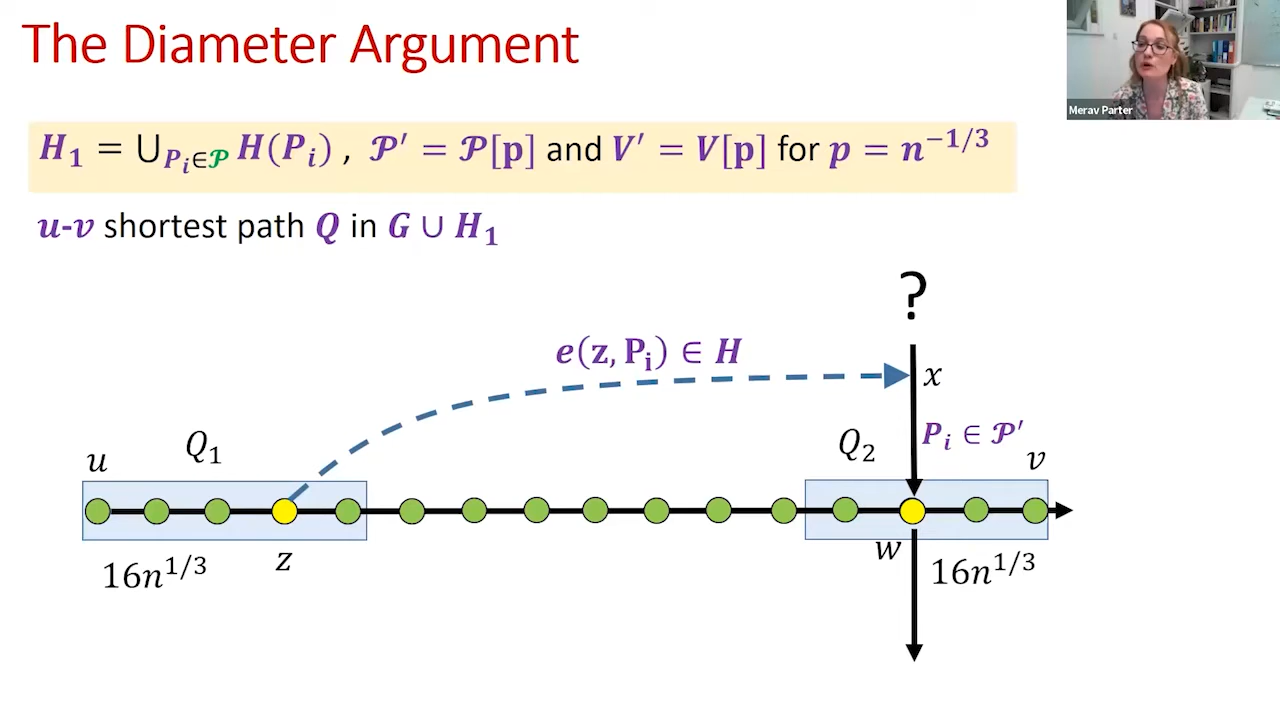 The Diameter Argument
Merav Parter
H₁ = ⋃_{Pᵢ∈𝒫} H(Pᵢ) , 𝒫′ = 𝒫[p] and V′ = V[p] for p = n^{−1/3}
u-v shortest path Q in G ∪ H₁
?
e(z, Pᵢ) ∈ H
x
Pᵢ ∈ 𝒫′
Q₁
Q₂
u
v
z
w
16n^{1/3}
16n^{1/3}